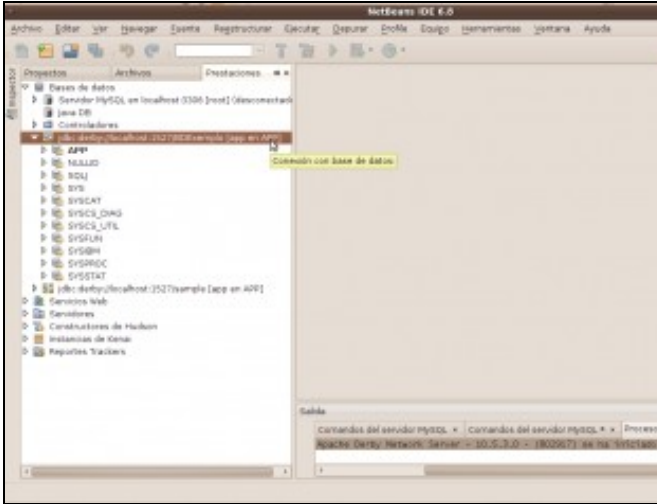 NetBeans IDE 6.8
Archivo Editar Ver Navegar Fuente Reestructurar Ejecutar Depurar Profile Equipo Herramientas Ventana Ayuda
Inspector
Proyectos Archivos Prestaciones
Bases de datos
Servidor MySQL en localhost:3306 [root] (desconectado
Java DB
Controladores
jdbc:derby://localhost:1527/BDExample [app en APP]
Conexión con base de datos
APP
NULLID
SQLJ
SYS
SYSCAT
SYSCS_DIAG
SYSCS_UTIL
SYSFUN
SYSIBM
SYSPROC
SYSSTAT
jdbc:derby://localhost:1527/sample [app en APP]
Servicios Web
Servidores
Constructores de Hudson
Instancias de Kenai
Reportes Trackers
Salida
Comandos del servidor MySQL Comandos del servidor MySQL Proceso
Apache Derby Network Server - 10.5.3.0 - (802917) se ha iniciado